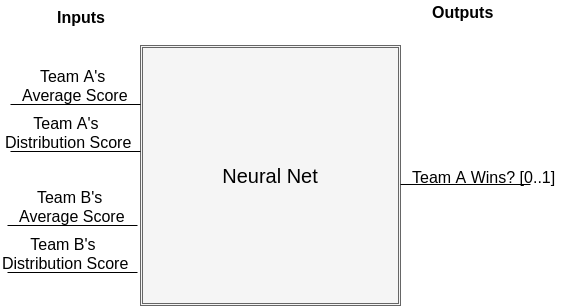 Inputs
Outputs
Team A's
Average Score
Team A's
Distribution Score
Team B's
Average Score
Team B's
Distribution Score
Neural Net
Team A Wins? [0..1]